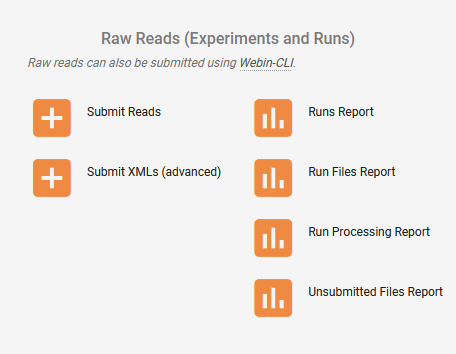 Raw Reads (Experiments and Runs)
Raw reads can also be submitted using Webin-CLI.
Submit Reads
Runs Report
Submit XMLs (advanced)
Run Files Report
Run Processing Report
Unsubmitted Files Report